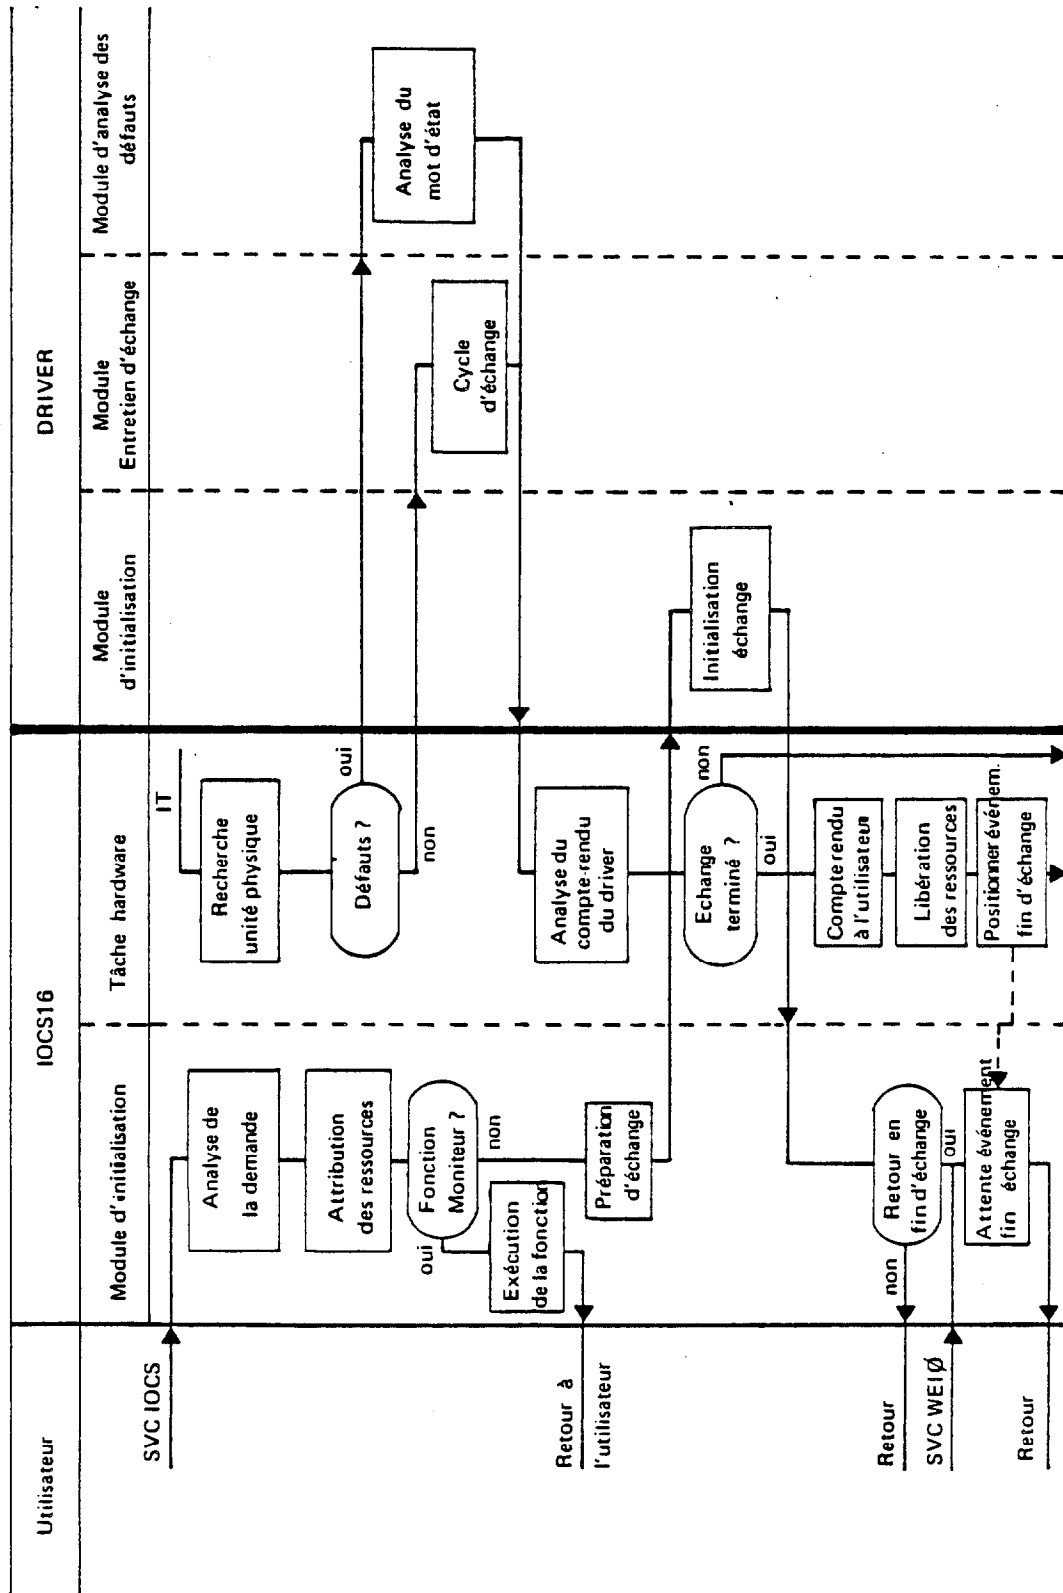 Utilisateur
IOCS16
DRIVER
Module d'initialisation
Tâche hardware
Module
d'initialisation
Module
Entretien d'échange
Module d'analyse des
défauts
SVC IOCS
Analyse de
la demande
Attribution
des ressources
Fonction
Moniteur ?
oui
non
Exécution
de la fonction
Retour à
l'utilisateur
Préparation
d'échange
IT
Recherche
unité physique
Défauts ?
oui
non
Analyse du
mot d'état
Cycle
d'échange
Analyse du
compte-rendu
du driver
Initialisation
échange
Echange
terminé ?
non
oui
Compte rendu
à l'utilisateur
Libération
des ressources
Positionner événem.
fin d'échange
Retour en
fin d'échange
non
oui
Retour
SVC WEIØ
Attente événement
fin échange
Retour